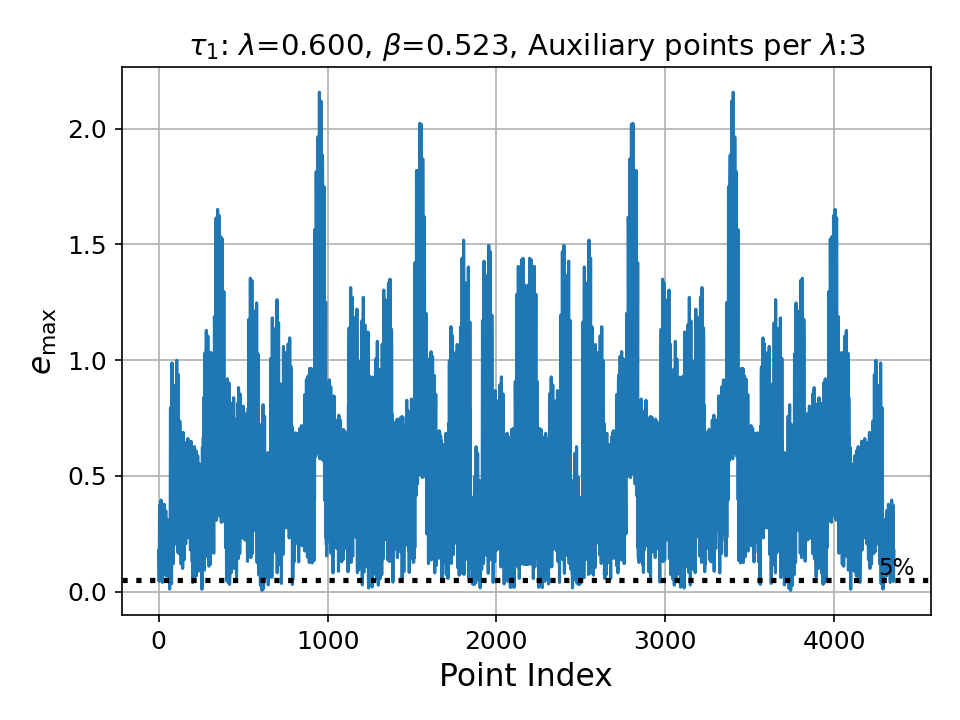 τ₁: λ=0.600, β=0.523, Auxiliary points per λ:3
2.0
1.5
1.0
0.5
0.0
e_max
5%
0 1000 2000 3000 4000
Point Index